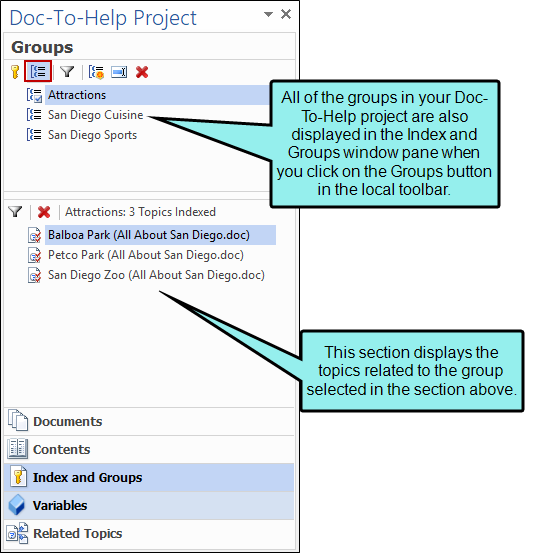 Doc-To-Help Project
Groups
Attractions
San Diego Cuisine
San Diego Sports
All of the groups in your Doc-
To-Help project are also
displayed in the Index and
Groups window pane when
you click on the Groups button
in the local toolbar.
Attractions: 3 Topics Indexed
Balboa Park (All About San Diego.doc)
Petco Park (All About San Diego.doc)
San Diego Zoo (All About San Diego.doc)
This section displays the
topics related to the group
selected in the section above.
Documents
Contents
Index and Groups
Variables
Related Topics